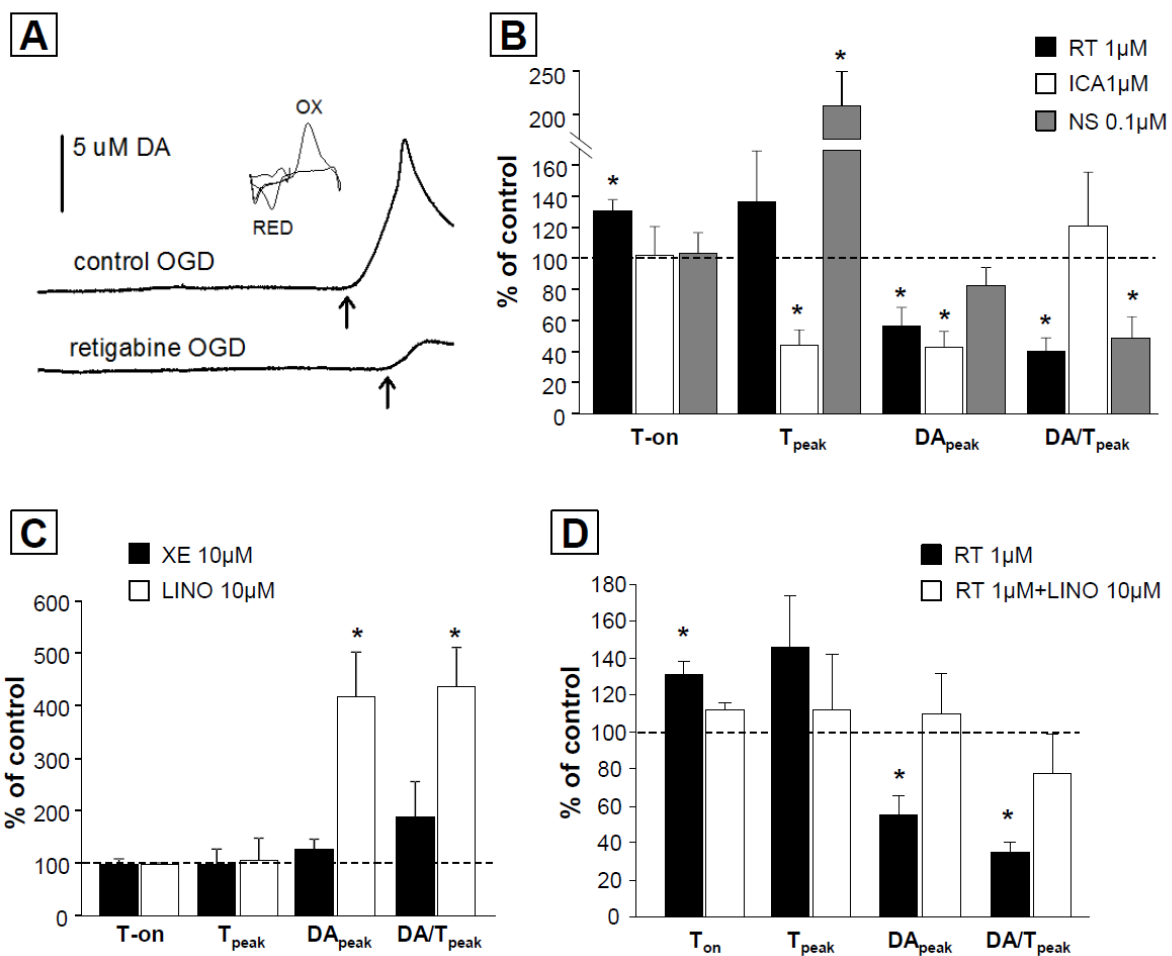 A
5 uM DA
OX
RED
control OGD
retigabine OGD
B
RT 1µM
ICA1µM
NS 0.1µM
% of control
250
200
140
120
100
80
60
40
20
0
*
*
*
*
*
*
*
T-on
Tpeak
DApeak
DA/Tpeak
C
XE 10µM
LINO 10µM
% of control
600
500
400
300
200
100
0
*
*
T-on
Tpeak
DApeak
DA/Tpeak
D
RT 1µM
RT 1µM+LINO 10µM
% of control
180
160
140
120
100
80
60
40
20
0
*
*
*
Ton
Tpeak
DApeak
DA/Tpeak